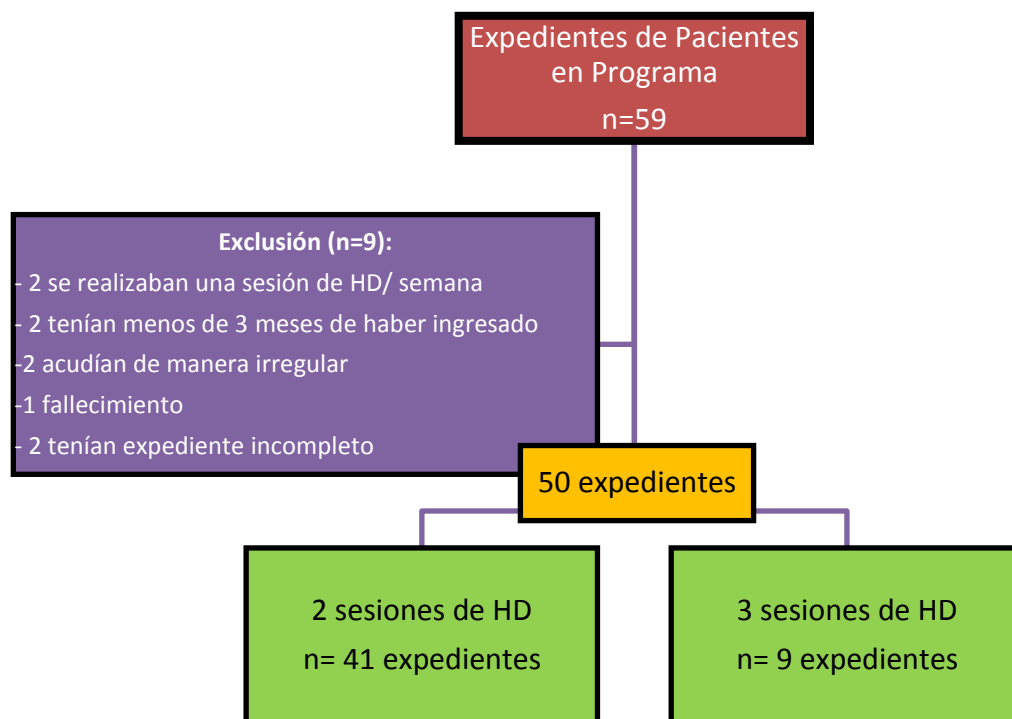 Expedientes de Pacientes
en Programa
n=59
Exclusión (n=9):
- 2 se realizaban una sesión de HD/ semana
- 2 tenían menos de 3 meses de haber ingresado
-2 acudían de manera irregular
-1 fallecimiento
- 2 tenían expediente incompleto
50 expedientes
2 sesiones de HD
n= 41 expedientes
3 sesiones de HD
n= 9 expedientes